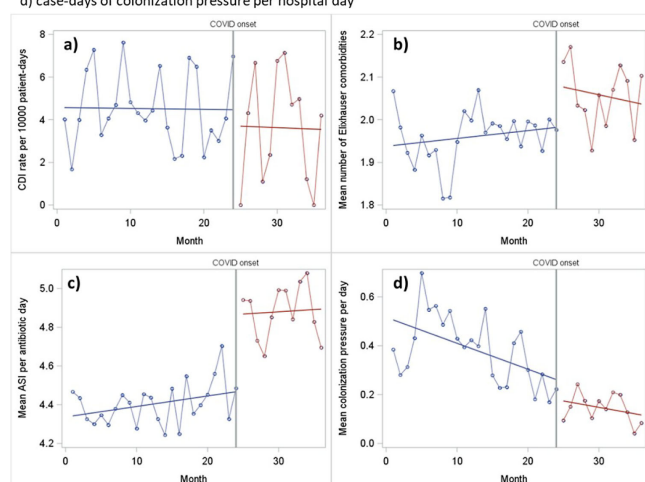 d) case-days of colonization pressure per hospital day
COVID onset
a)
CDI rate per 10000 patient-days
8
6
4
2
0
0 10 20 30
Month
COVID onset
b)
Mean number of Elixhauser comorbidities
2.2
2.1
2.0
1.9
1.8
0 10 20 30
Month
COVID onset
c)
Mean ASI per antibiotic day
5.0
4.8
4.6
4.4
4.2
0 10 20 30
Month
COVID onset
d)
Mean colonization pressure per day
0.6
0.4
0.2
0.0
0 10 20 30
Month